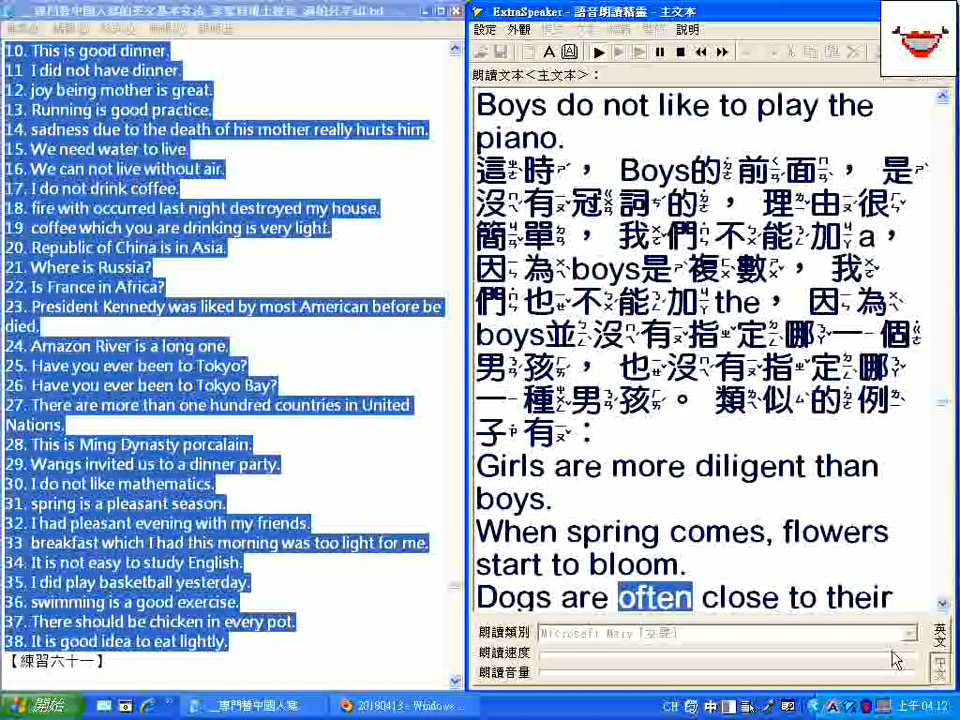 10. This is good dinner.
11 I did not have dinner.
12. joy being mother is great.
13. Running is good practice.
14. sadness due to the death of his mother really hurts him.
15. We need water to live.
16. We can not live without air.
17. I do not drink coffee.
18. fire with occurred last night destroyed my house.
19 coffee which you are drinking is very light.
20. Republic of China is in Asia.
21. Where is Russia?
22. Is France in Africa?
23. President Kennedy was liked by most American before be
died.
24. Amazon River is a long one.
25. Have you ever been to Tokyo?
26. Have you ever been to Tokyo Bay?
27. There are more than one hundred countries in United
Nations.
28. This is Ming Dynasty porcalain.
29. Wangs invited us to a dinner party.
30. I do not like mathematics.
31. spring is a pleasant season.
32. I had pleasant evening with my friends.
33 breakfast which I had this morning was too light for me.
34. It is not easy to study English.
35. I did play basketball yesterday.
36. swimming is a good exercise.
37. There should be chicken in every pot.
38. It is good idea to eat lightly.
【練習六十一】
ExtraSpeaker - 語音朗讀精靈 - 主文本
設定 外觀 說明
朗讀文本<主文本>：
Boys do not like to play the
piano.
這時， Boys的前面，是
沒有冠詞的，理由很
簡單，我們不能加a，
因為boys是複數，我
們也不能加the，因為
boys並沒有指定哪一個
男孩，也沒有指定哪
一種男孩。類似的例
子有：
Girls are more diligent than
boys.
When spring comes, flowers
start to bloom.
Dogs are often close to their
朗讀類別 Microsoft Mary [交談]
朗讀速度
朗讀音量
英文
中文
開始
__專門替中國人寫...
20180413 - Windows ...
CH
中
上午 04:12